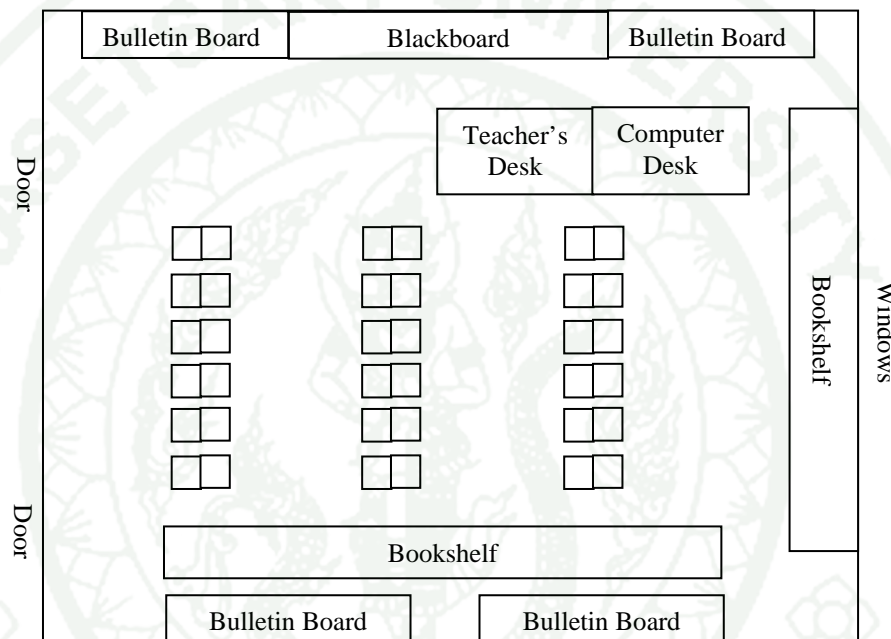 Bulletin Board
Blackboard
Bulletin Board
Teacher's
Desk
Computer
Desk
Door
Bookshelf
Windows
Door
Bookshelf
Bulletin Board
Bulletin Board